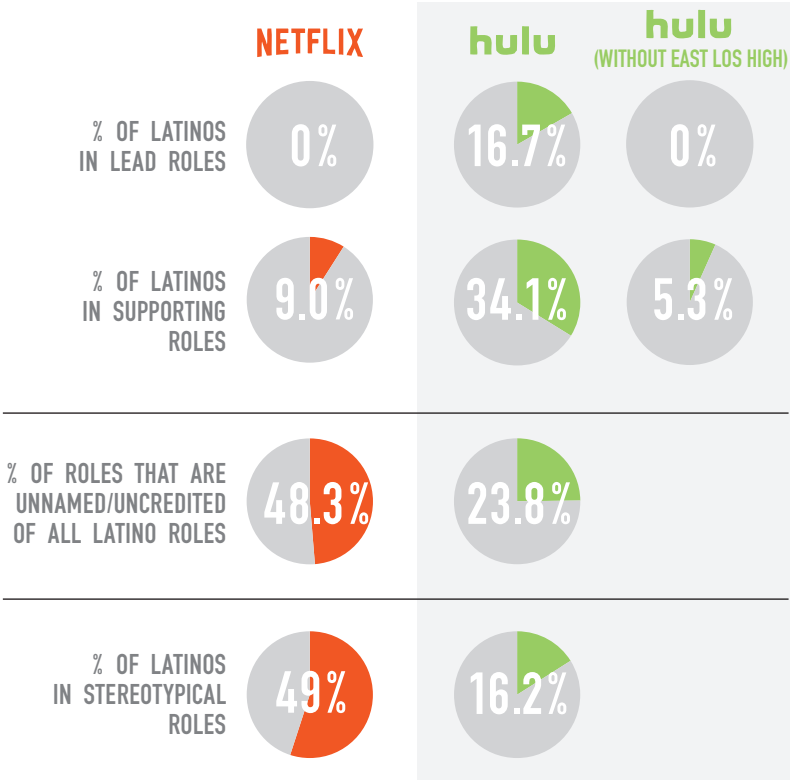 NETFLIX
hulu
hulu
(WITHOUT EAST LOS HIGH)
% OF LATINOS
IN LEAD ROLES
0%
16.7%
0%
% OF LATINOS
IN SUPPORTING
ROLES
9.0%
34.1%
5.3%
% OF ROLES THAT ARE
UNNAMED/UNCREDITED
OF ALL LATINO ROLES
48.3%
23.8%
% OF LATINOS
IN STEREOTYPICAL
ROLES
49%
16.2%